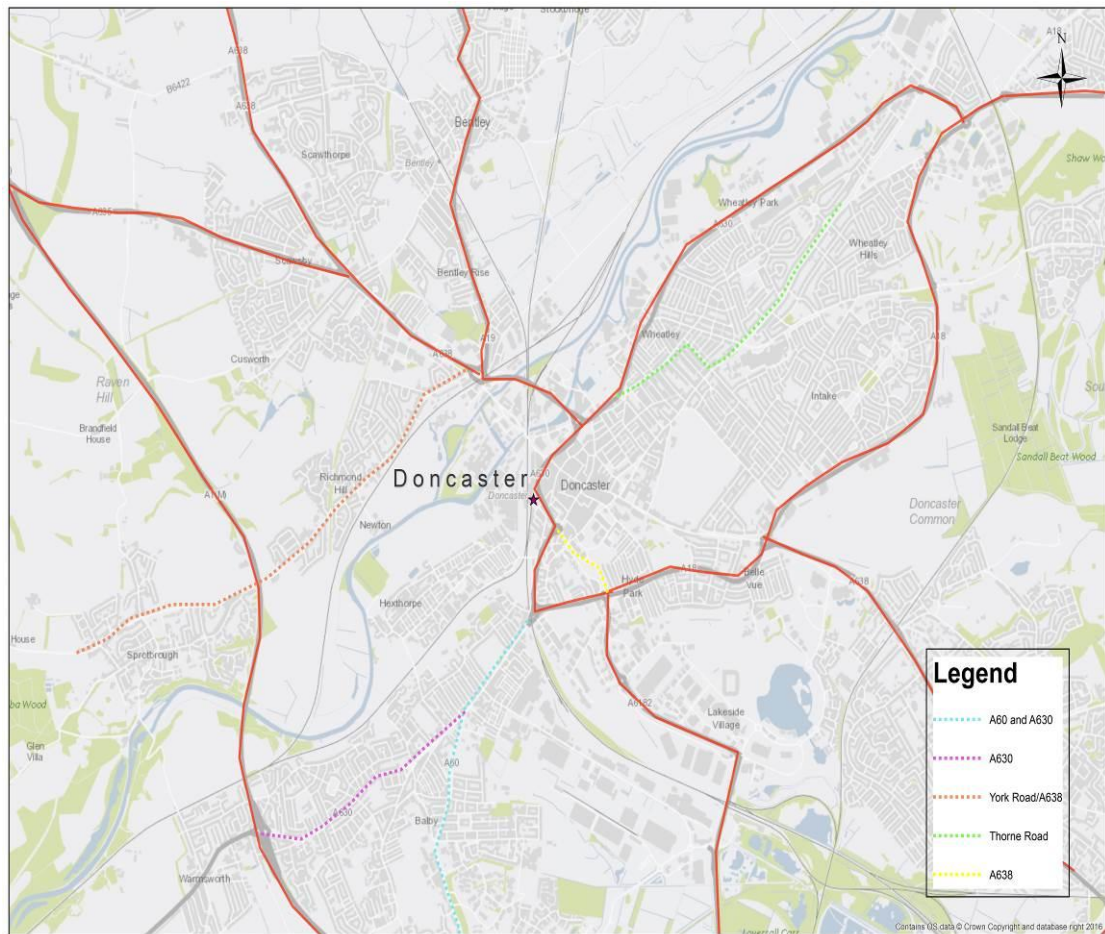 A18
N
A638
B6422
A638
Bentley
Scawthorpe
Bentley
Shaw Wo
Wheatley Park
A630
Wheatley
Hills
A635
Scawsby
Bentley Rise
Wheatley
A19
A638
A18
Cusworth
Raven
Hill
Intake
Brandfield
House
Sandall Beat
Lodge
Sandall Beat Wood
Richmond
Hill
Doncaster
A630
Doncaster
Doncaster
Newton
Doncaster
Common
A18
Belle
vue
A638
Hyde
Park
Hexthorpe
House
Sprotbrough
A6182
Lakeside
Village
Glen
Villa
A60
A630
Balby
Warmsworth
Legend
A60 and A630
A630
York Road/A638
Thorne Road
A638
Contains OS data © Crown Copyright and database right 2016